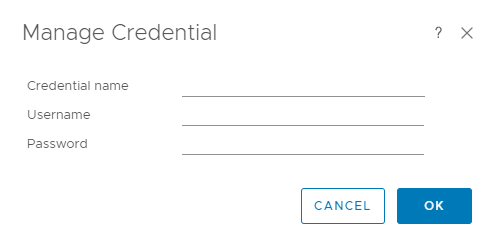 Manage Credential ?
Credential name
Username
Password
CANCEL OK